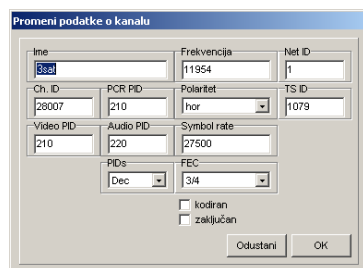 Promeni podatke o kanalu
Ime Frekvencija Net ID
3sat 11954 1
Ch. ID PCR PID Polaritet TS ID
28007 210 hor 1079
Video PID Audio PID Symbol rate
210 220 27500
PIDs FEC
Dec 3/4
kodiran
zaključan
Odustani OK